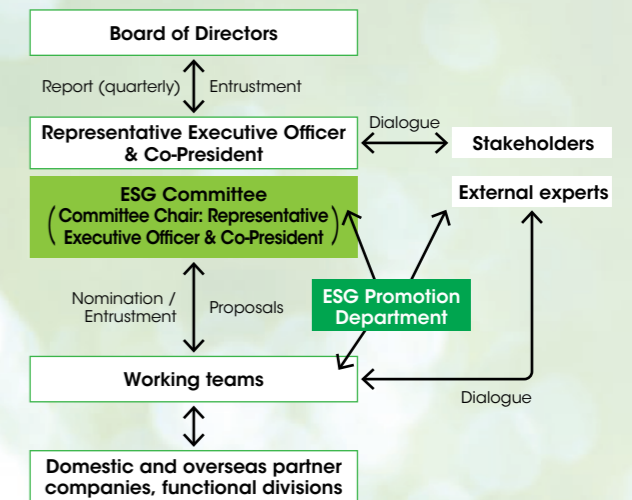 Board of Directors
Report (quarterly)
Entrustment
Representative Executive Officer
& Co-President
Dialogue
Stakeholders
ESG Committee
(Committee Chair: Representative
Executive Officer & Co-President)
External experts
Nomination /
Entrustment
Proposals
ESG Promotion
Department
Working teams
Dialogue
Domestic and overseas partner
companies, functional divisions